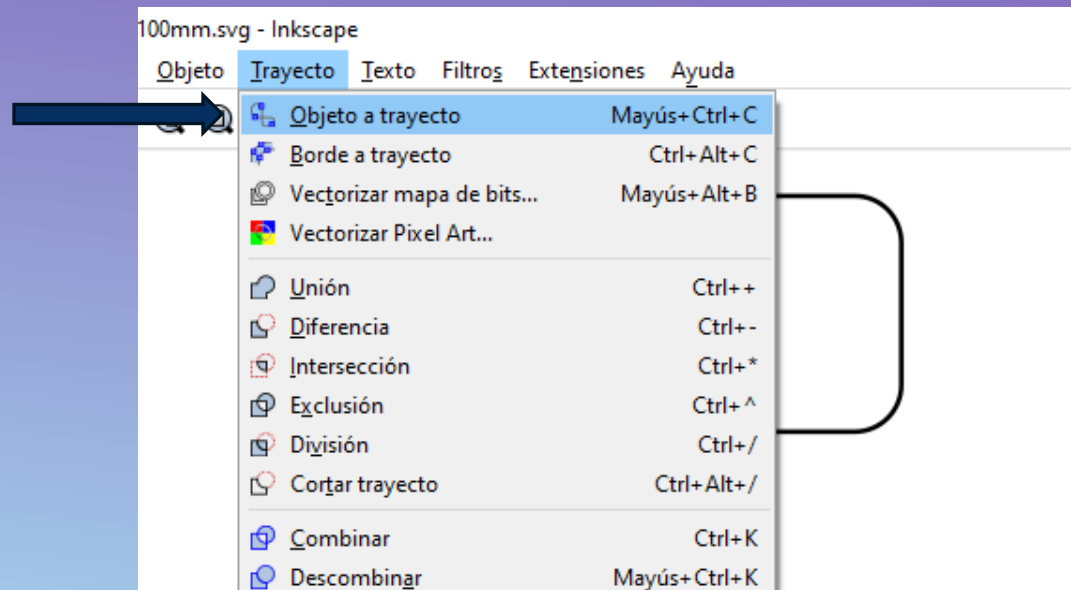 100mm.svg - Inkscape
Objeto Trayecto Texto Filtros Extensiones Ayuda
Objeto a trayecto Mayús+Ctrl+C
Borde a trayecto Ctrl+Alt+C
Vectorizar mapa de bits... Mayús+Alt+B
Vectorizar Pixel Art...
Unión Ctrl++
Diferencia Ctrl+-
Intersección Ctrl+*
Exclusión Ctrl+^
División Ctrl+/
Cortar trayecto Ctrl+Alt+/
Combinar Ctrl+K
Descombinar Mayús+Ctrl+K